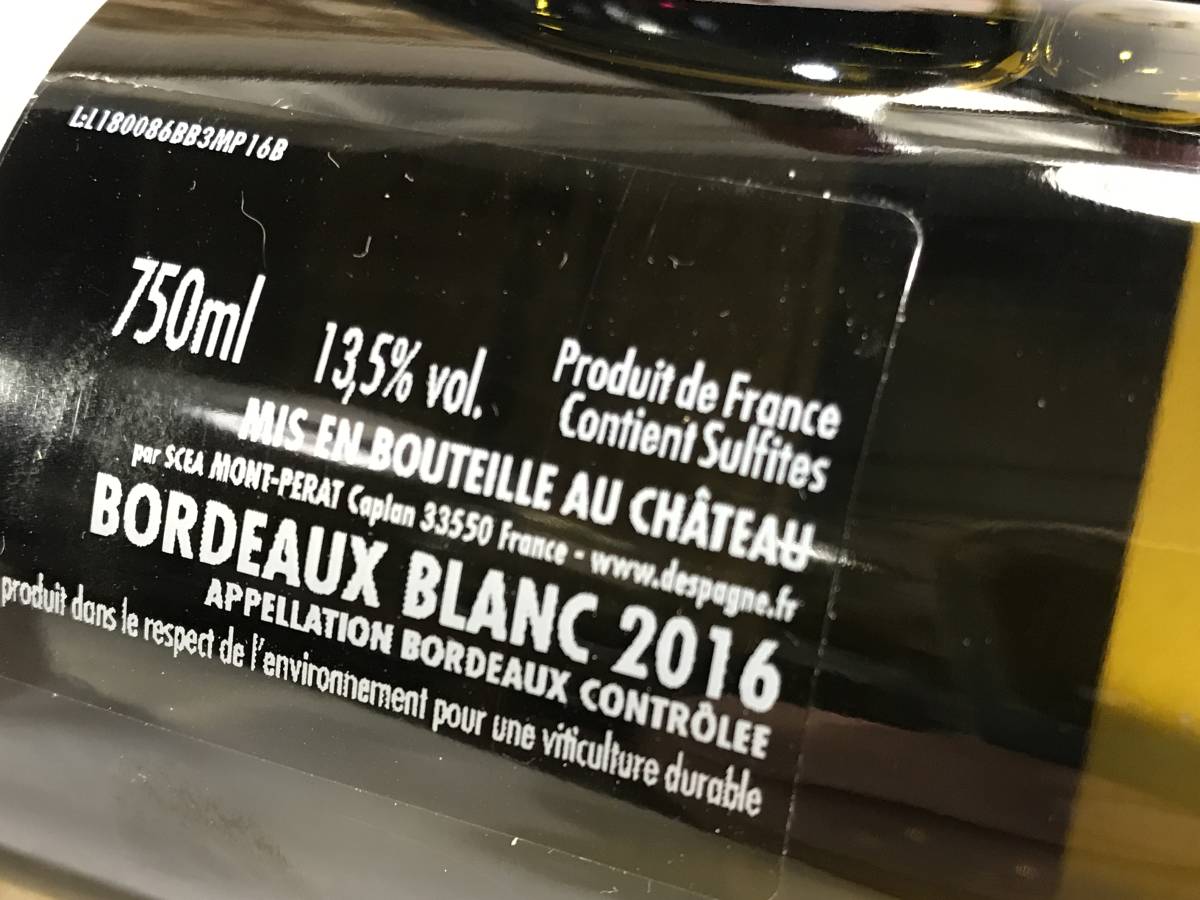 L:L180086BB3MP16B
750ml
13,5% vol.
Produit de France
Contient Sulfites
MIS EN BOUTEILLE AU CHÂTEAU
par SCEA MONT-PERAT Capian 33550 France - www.despagne.fr
BORDEAUX BLANC 2016
APPELLATION BORDEAUX CONTRÔLEE
produit dans le respect de l'environnement pour une viticulture durable